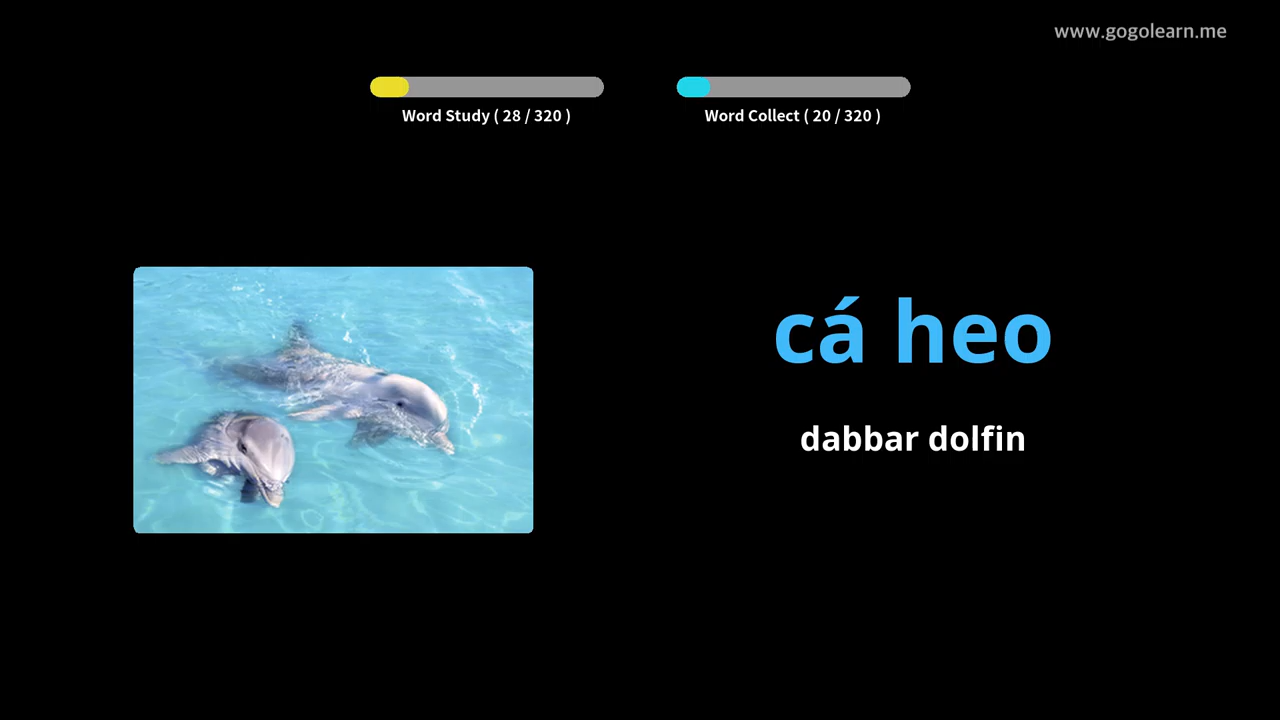 www.gogolearn.me
Word Study ( 28 / 320 )
Word Collect ( 20 / 320 )
cá heo
dabbar dolfin